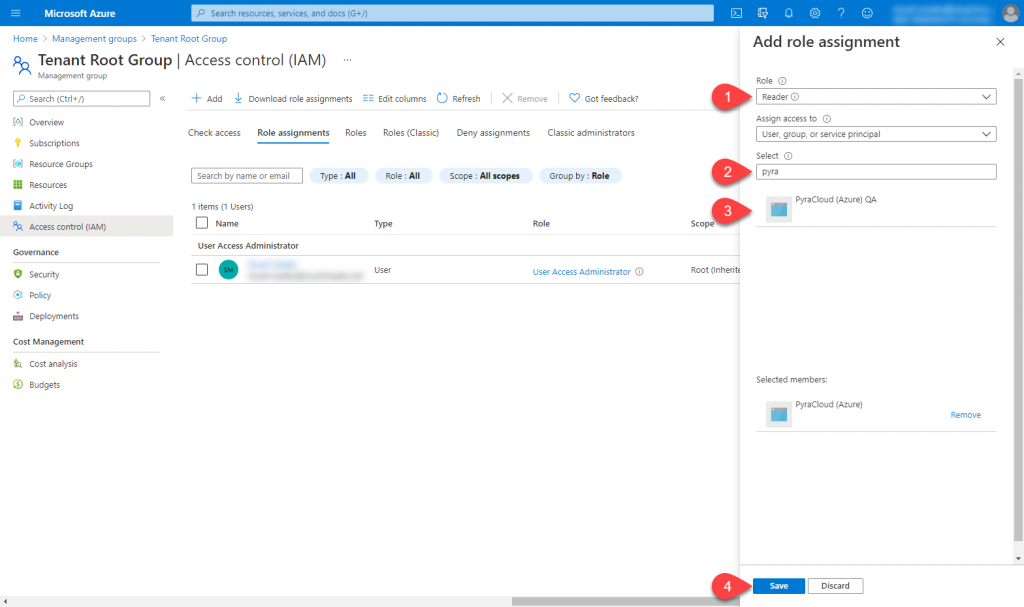 Microsoft Azure
Search resources, services, and docs (G+/)
Home > Management groups > Tenant Root Group
Tenant Root Group | Access control (IAM) ...
Management group
Search (Ctrl+/) «
Overview
Subscriptions
Resource Groups
Resources
Activity Log
Access control (IAM)
Governance
Security
Policy
Deployments
Cost Management
Cost analysis
Budgets
Add Download role assignments Edit columns Refresh Remove Got feedback?
Check access Role assignments Roles Roles (Classic) Deny assignments Classic administrators
Search by name or email Type : All Role : All Scope : All scopes Group by : Role
1 items (1 Users)
Name Type Role Scope
User Access Administrator
SM User User Access Administrator Root (Inherite
Add role assignment
Role
1 Reader
Assign access to
User, group, or service principal
Select
2 pyra
3 PyraCloud (Azure) QA
Selected members:
PyraCloud (Azure)
Remove
4 Save Discard